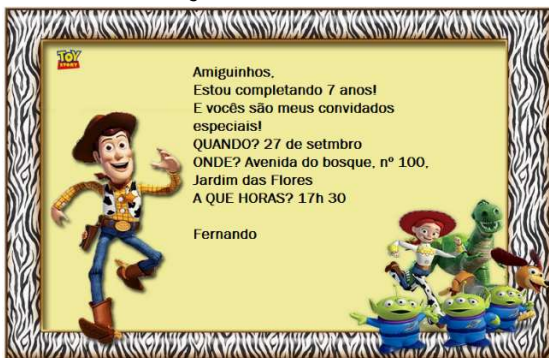 TOY
STORY
Amiguinhos,
Estou completando 7 anos!
E vocês são meus convidados
especiais!
QUANDO? 27 de setmbro
ONDE? Avenida do bosque, nº 100,
Jardim das Flores
A QUE HORAS? 17h 30
Fernando